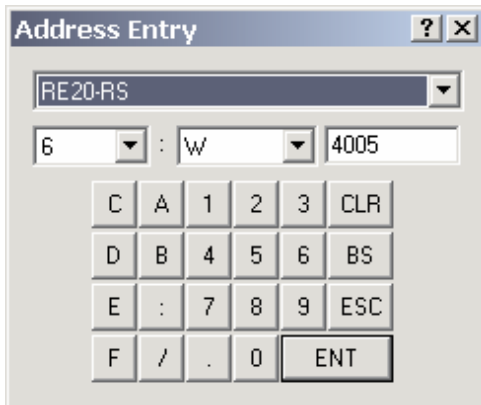 Address Entry ? ×
RE20-RS
6 : W 4005
C A 1 2 3 CLR
D B 4 5 6 BS
E : 7 8 9 ESC
F / . 0 ENT